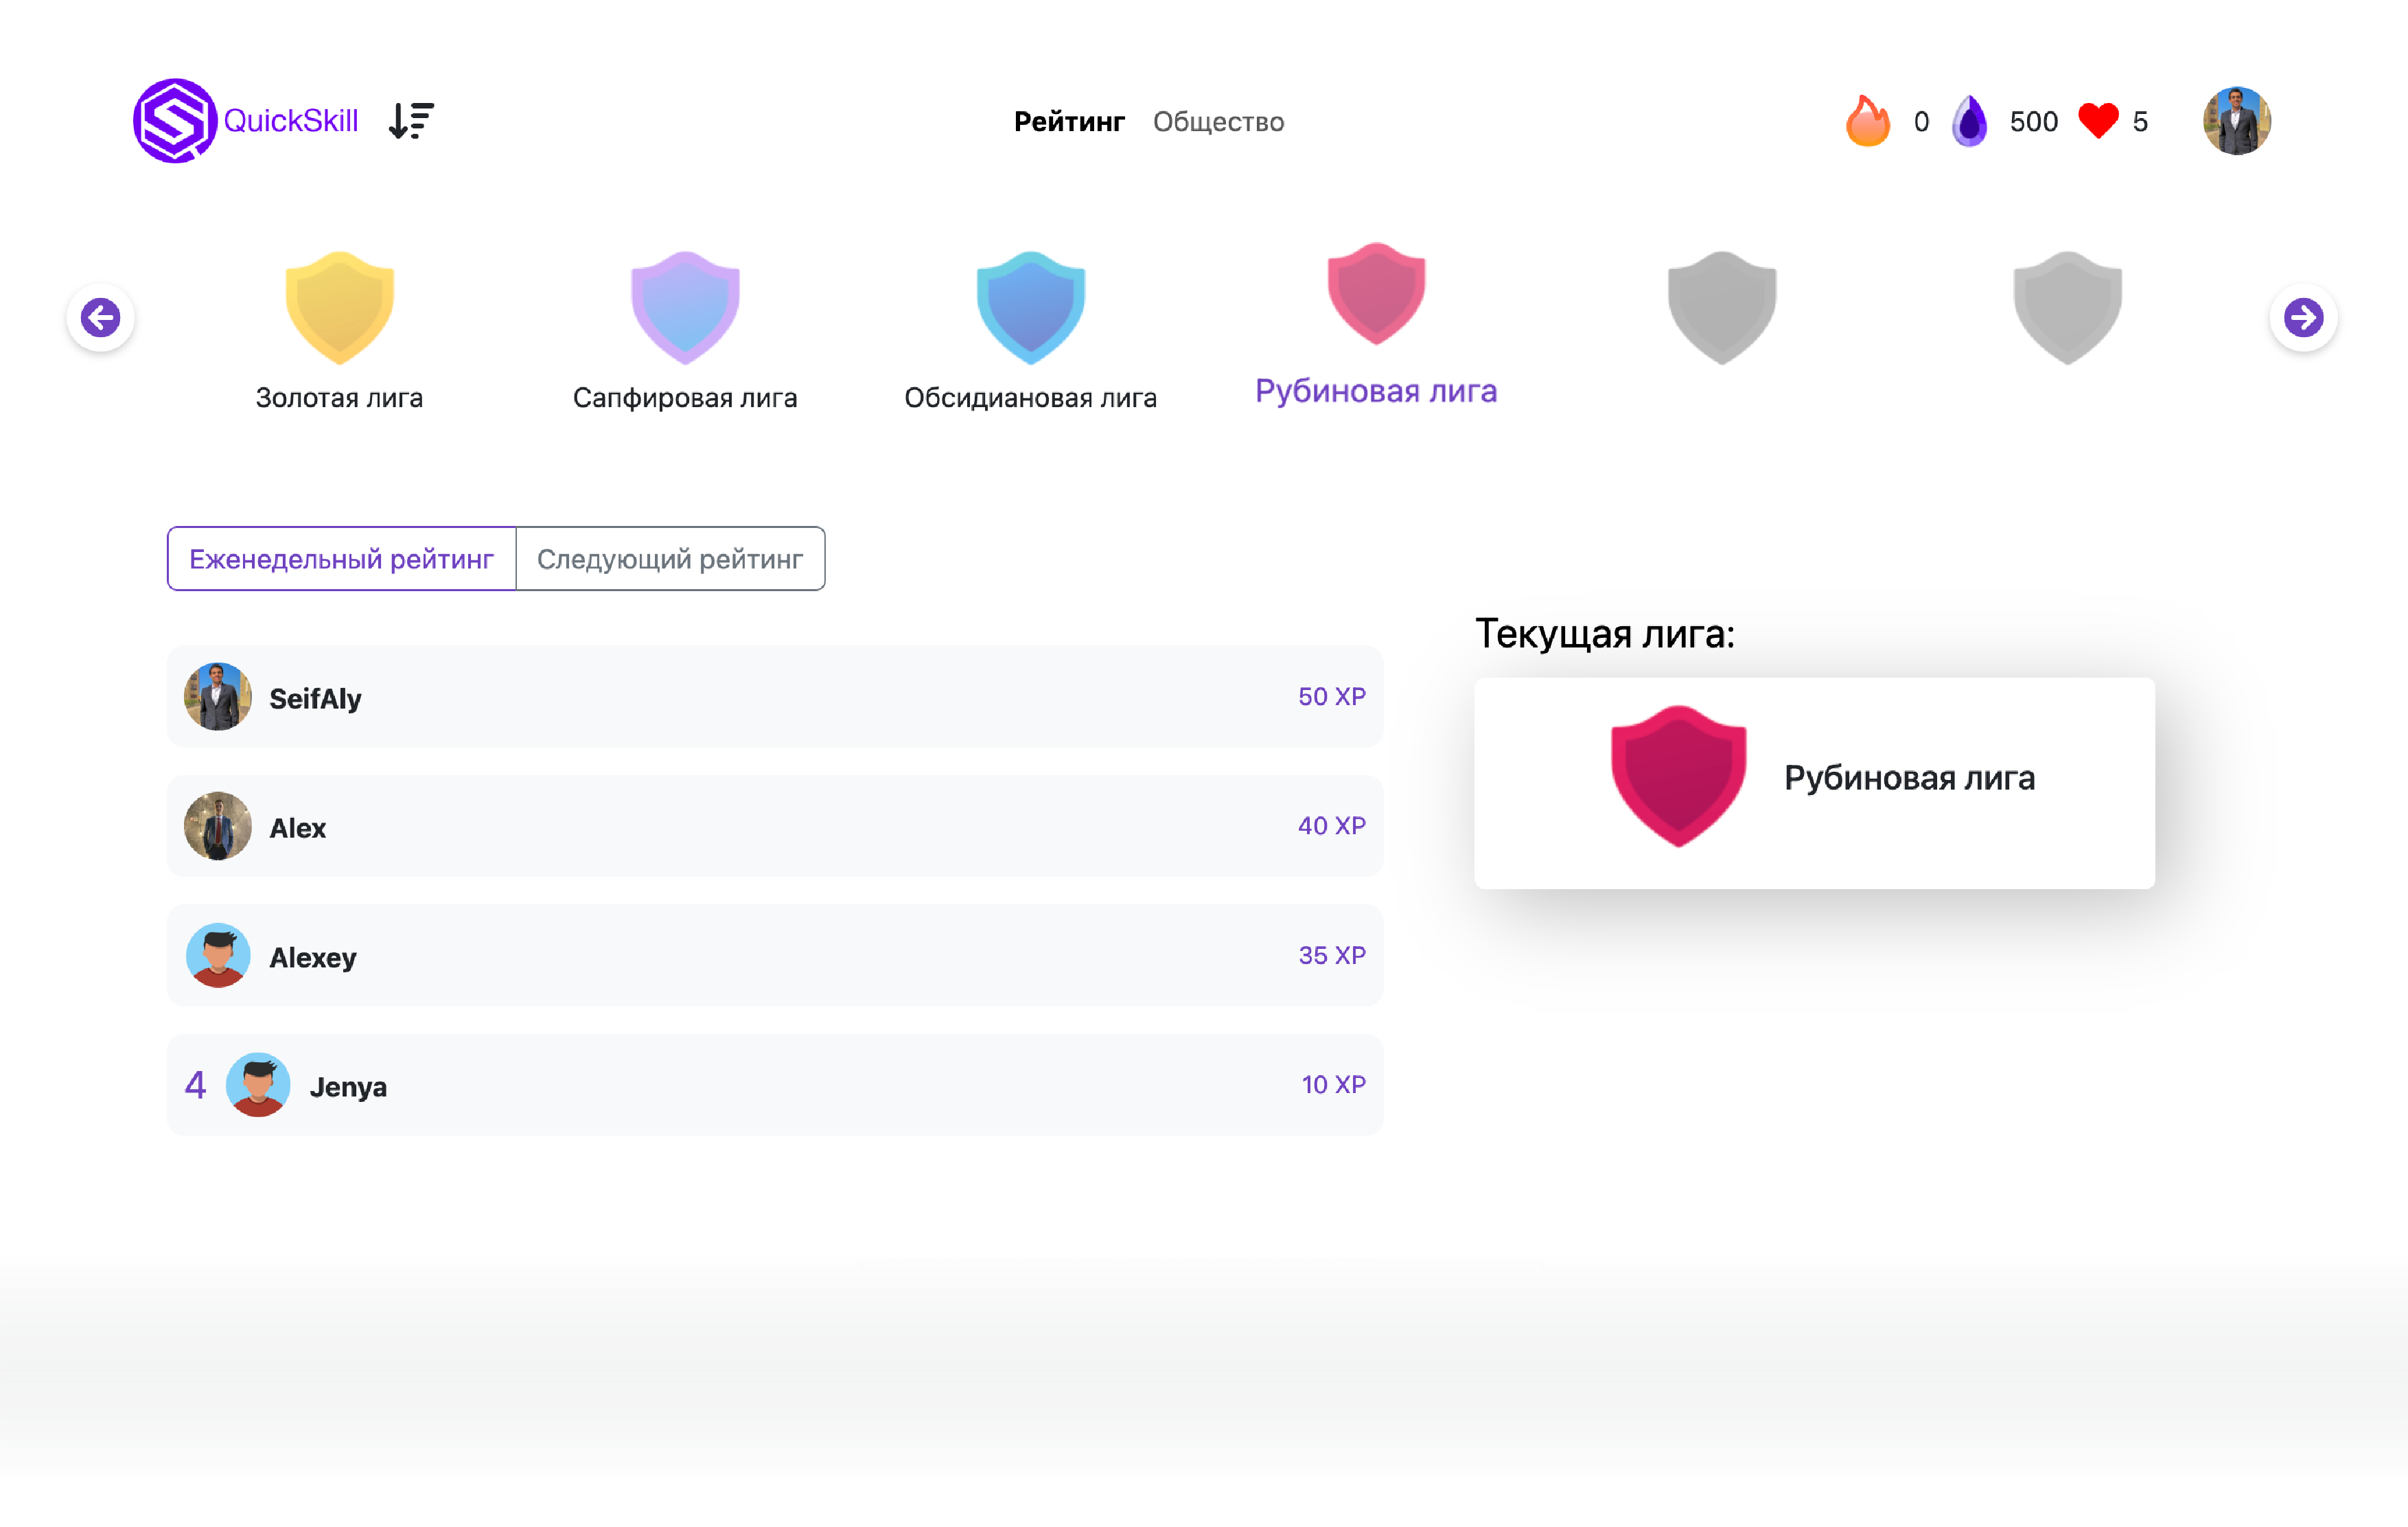 QuickSkill
Рейтинг Общество
0 500 5
Золотая лига Сапфировая лига Обсидиановая лига Рубиновая лига
Еженедельный рейтинг Следующий рейтинг
Текущая лига:
SeifAly 50 XP
Рубиновая лига
Alex 40 XP
Alexey 35 XP
4 Jenya 10 XP